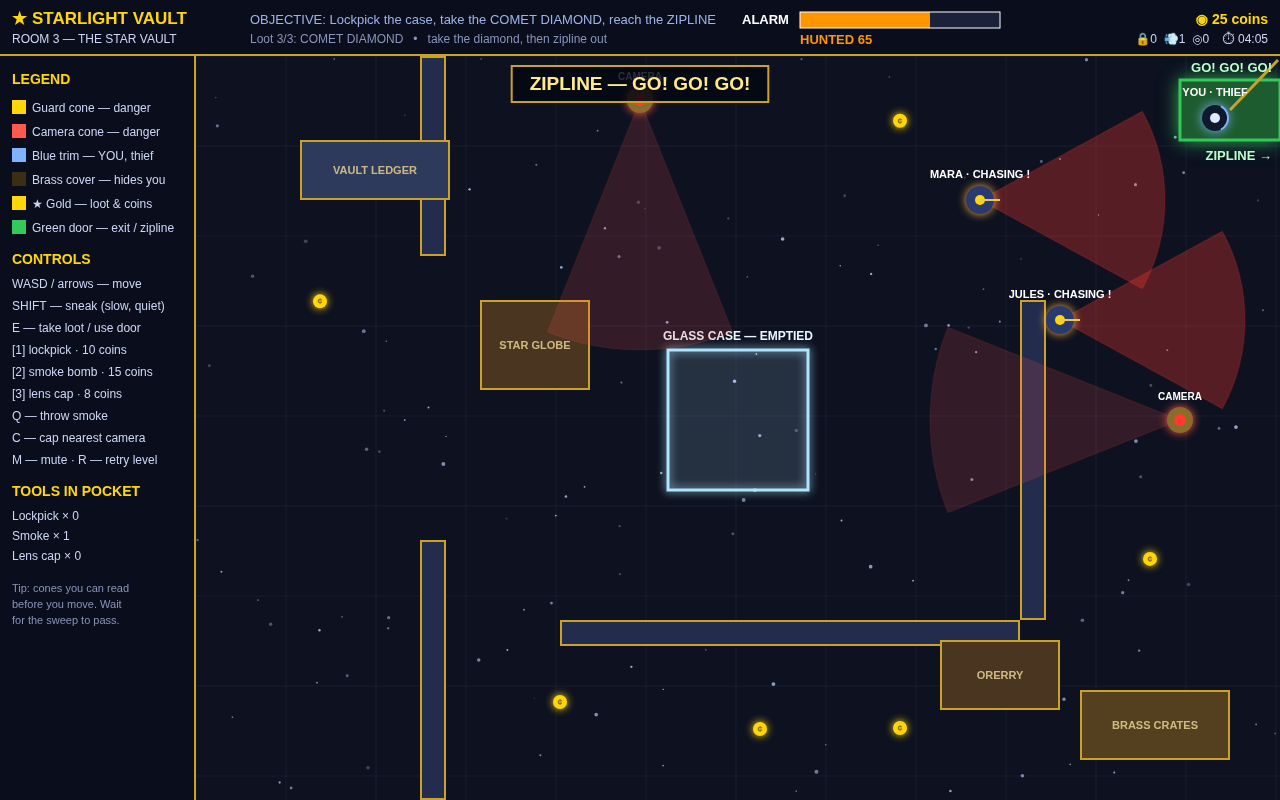 ★ STARLIGHT VAULT
ROOM 3 — THE STAR VAULT
OBJECTIVE: Lockpick the case, take the COMET DIAMOND, reach the ZIPLINE
Loot 3/3: COMET DIAMOND • take the diamond, then zipline out
ALARM
HUNTED 65
◉ 25 coins
🔒0 💨1 ◎0 ⏱ 04:05
LEGEND
Guard cone — danger
Camera cone — danger
Blue trim — YOU, thief
Brass cover — hides you
★ Gold — loot & coins
Green door — exit / zipline
CONTROLS
WASD / arrows — move
SHIFT — sneak (slow, quiet)
E — take loot / use door
[1] lockpick · 10 coins
[2] smoke bomb · 15 coins
[3] lens cap · 8 coins
Q — throw smoke
C — cap nearest camera
M — mute · R — retry level
TOOLS IN POCKET
Lockpick × 0
Smoke × 1
Lens cap × 0
Tip: cones you can read
before you move. Wait
for the sweep to pass.
CAMERA
ZIPLINE — GO! GO! GO!
GO! GO! GO!
YOU · THIEF
ZIPLINE →
VAULT LEDGER
MARA · CHASING !
JULES · CHASING !
STAR GLOBE
GLASS CASE — EMPTIED
CAMERA
ORERRY
BRASS CRATES
¢
¢
¢
¢
¢
¢